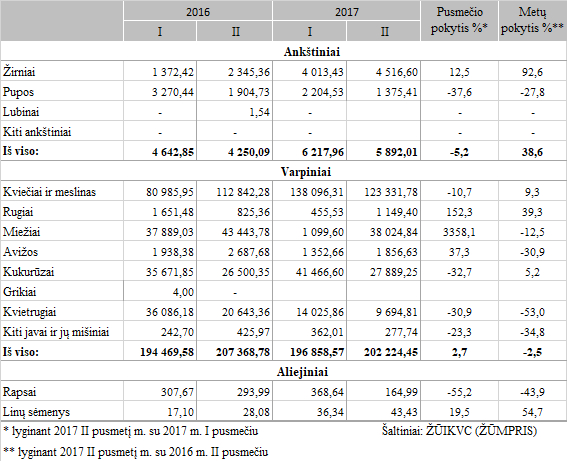 2016 2017 Pusmečio pokytis %* Metų pokytis %**
I II I II
Ankštiniai
Žirniai 1 372,42 2 345,36 4 013,43 4 516,60 12,5 92,6
Pupos 3 270,44 1 904,73 2 204,53 1 375,41 -37,6 -27,8
Lubinai - 1,54 -
Kiti ankštiniai - - -
Iš viso: 4 642,85 4 250,09 6 217,96 5 892,01 -5,2 38,6
Varpiniai
Kviečiai ir meslinas 80 985,95 112 842,28 138 096,31 123 331,78 -10,7 9,3
Rugiai 1 651,48 825,36 455,53 1 149,40 152,3 39,3
Miežiai 37 889,03 43 443,78 1 099,60 38 024,84 3358,1 -12,5
Avižos 1 938,38 2 687,68 1 352,66 1 856,63 37,3 -30,9
Kukurūzai 35 671,85 26 500,35 41 466,60 27 889,25 -32,7 5,2
Grikiai 4,00 -
Kvietrugiai 36 086,18 20 643,36 14 025,86 9 694,81 -30,9 -53,0
Kiti javai ir jų mišiniai 242,70 425,97 362,01 277,74 -23,3 -34,8
Iš viso: 194 469,58 207 368,78 196 858,57 202 224,45 2,7 -2,5
Aliejiniai
Rapsai 307,67 293,99 368,64 164,99 -55,2 -43,9
Linų sėmenys 17,10 28,08 36,34 43,43 19,5 54,7
* lyginant 2017 II pusmetį m. su 2017 m. I pusmečiu Šaltiniai: ŽŪIKVC (ŽŪMPRIS)
** lyginant 2017 II pusmetį m. su 2016 m. II pusmečiu